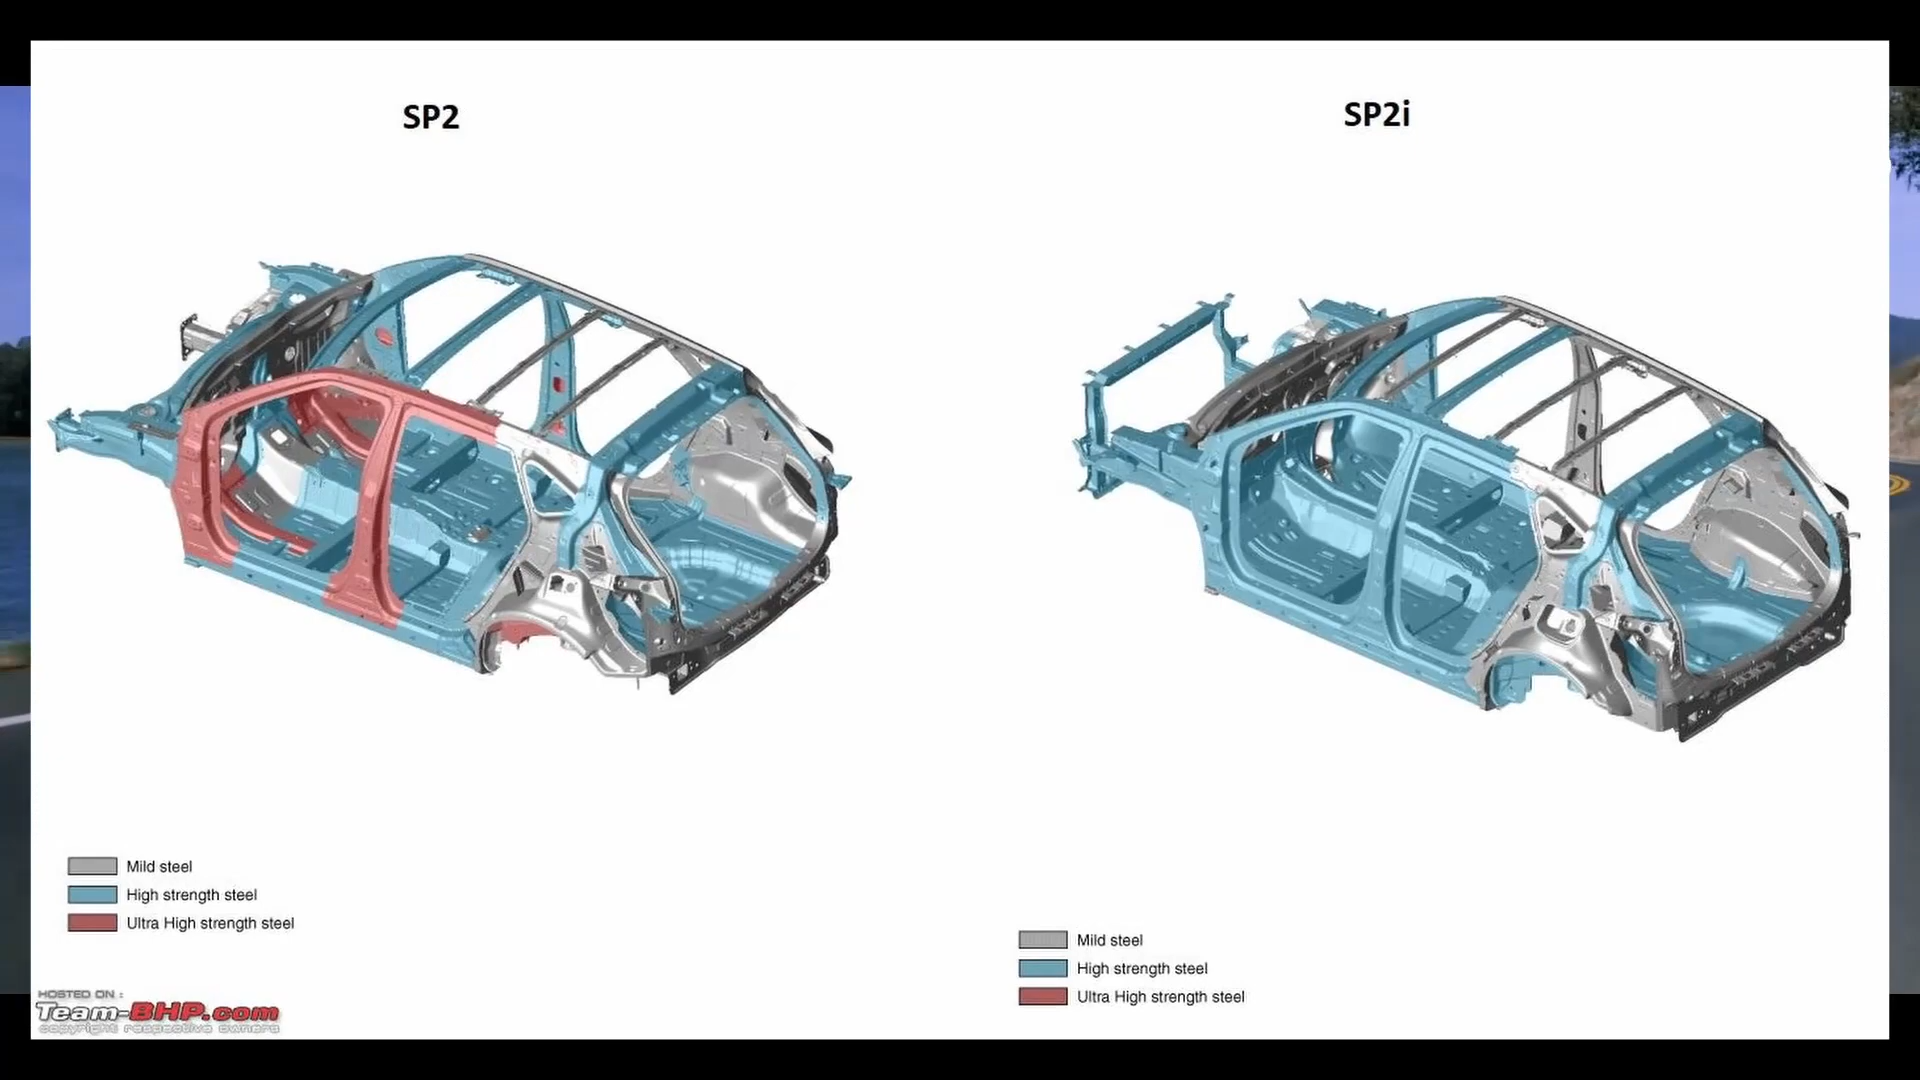 SP2
SP2i
Mild steel
High strength steel
Ultra High strength steel
Mild steel
High strength steel
Ultra High strength steel
HOSTED ON :
Team-BHP.com
copyright respective owners